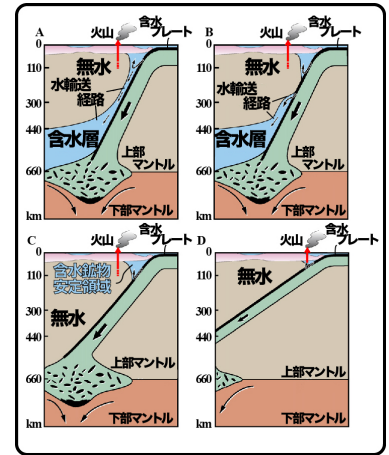 A
火山
含水
プレート
0
110
無水
水輸送
経路
300
440
含水層
上部
マントル
660
下部マントル
km
B
火山
含水
プレート
0
110
無水
水輸送
経路
300
440
含水層
上部
マントル
660
下部マントル
km
C
火山
含水
プレート
0
110
含水鉱物
安定領域
無水
300
440
上部マントル
660
下部マントル
km
D
火山
含水
プレート
0
110
無水
300
440
上部マントル
660
下部マントル
km